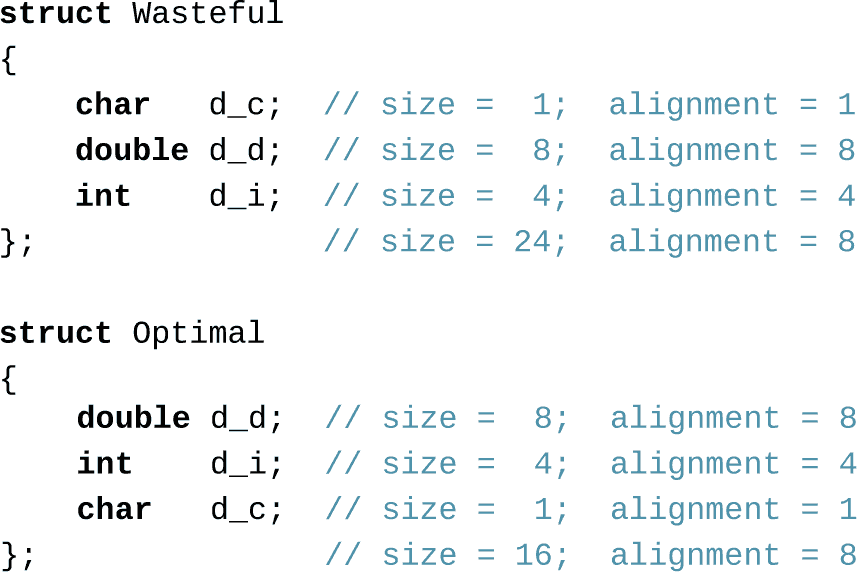 struct Wasteful
{
    char   d_c;  // size =  1;  alignment = 1
    double d_d;  // size =  8;  alignment = 8
    int    d_i;  // size =  4;  alignment = 4
};               // size = 24;  alignment = 8

struct Optimal
{
    double d_d;  // size =  8;  alignment = 8
    int    d_i;  // size =  4;  alignment = 4
    char   d_c;  // size =  1;  alignment = 1
};               // size = 16;  alignment = 8